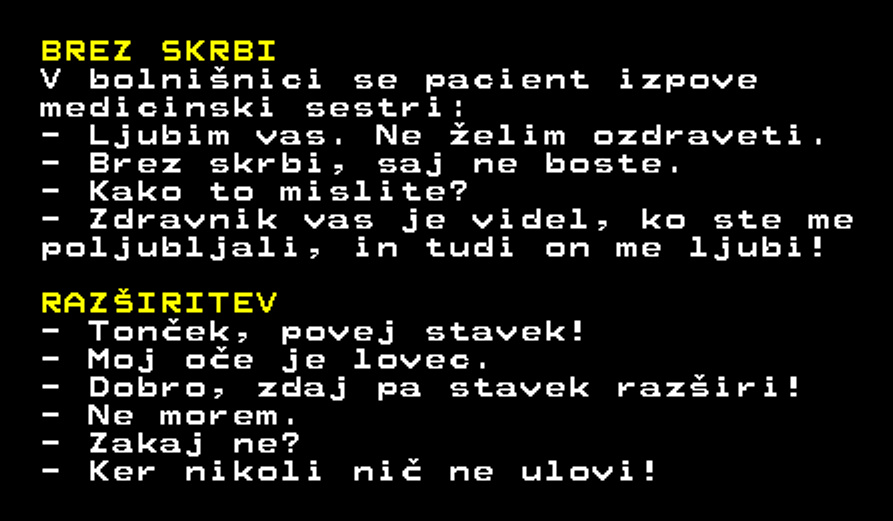 BREZ SKRBI
V bolnišnici se pacient izpove
medicinski sestri:
- Ljubim vas. Ne želim ozdraveti.
- Brez skrbi, saj ne boste.
- Kako to mislite?
- Zdravnik vas je videl, ko ste me
poljubljali, in tudi on me ljubi!
RAZŠIRITEV
- Tonček, povej stavek!
- Moj oče je lovec.
- Dobro, zdaj pa stavek razširi!
- Ne morem.
- Zakaj ne?
- Ker nikoli nič ne ulovi!